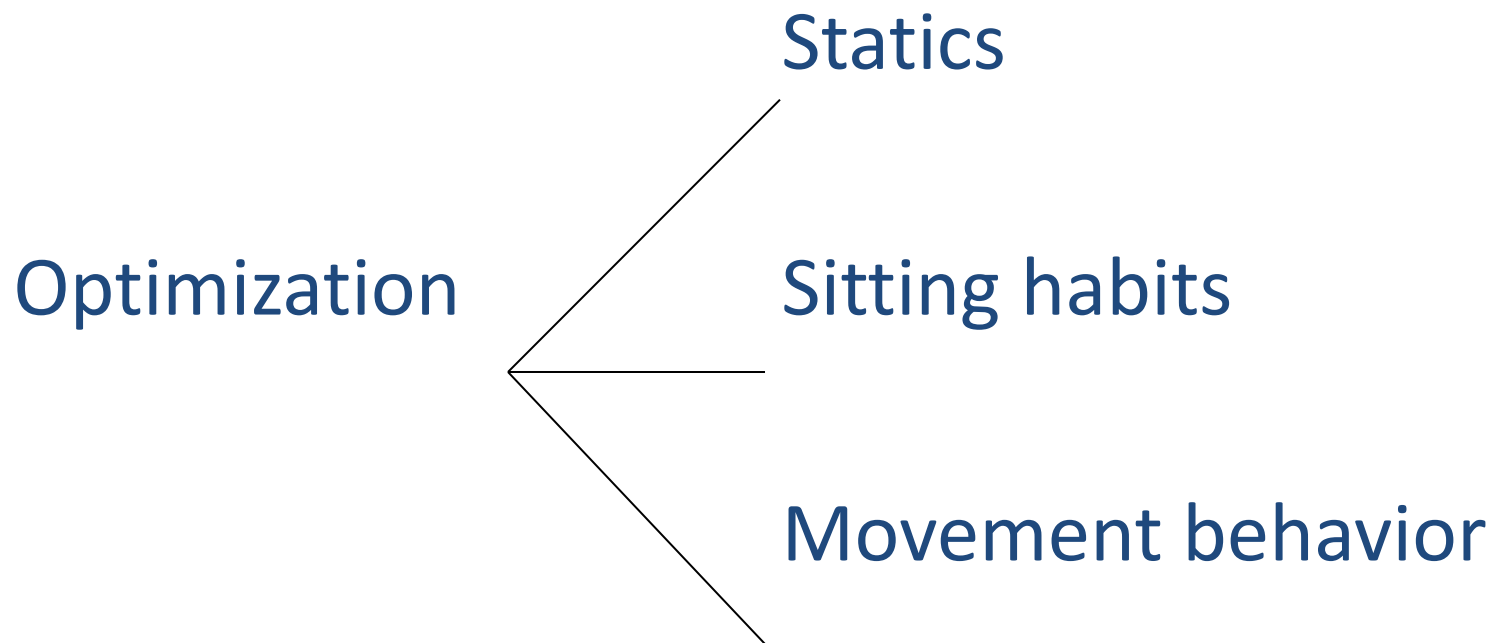 Statics
Optimization
Sitting habits
Movement behavior